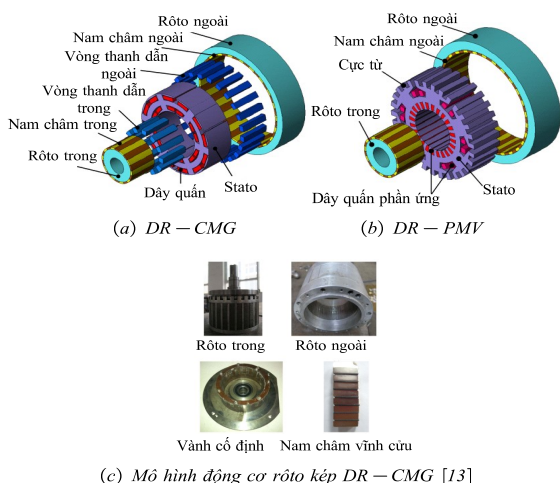 Rôto ngoài
Nam châm ngoài
Vòng thanh dẫn
ngoài
Vòng thanh dẫn
trong
Nam châm trong
Rôto trong
Dây quấn
Stato
(a) DR − CMG
Rôto ngoài
Nam châm ngoài
Cực từ
Rôto trong
Stato
Dây quấn phần ứng
(b) DR − PMV
Rôto trong
Rôto ngoài
Vành cố định
Nam châm vĩnh cửu
(c) Mô hình động cơ rôto kép DR − CMG [13]